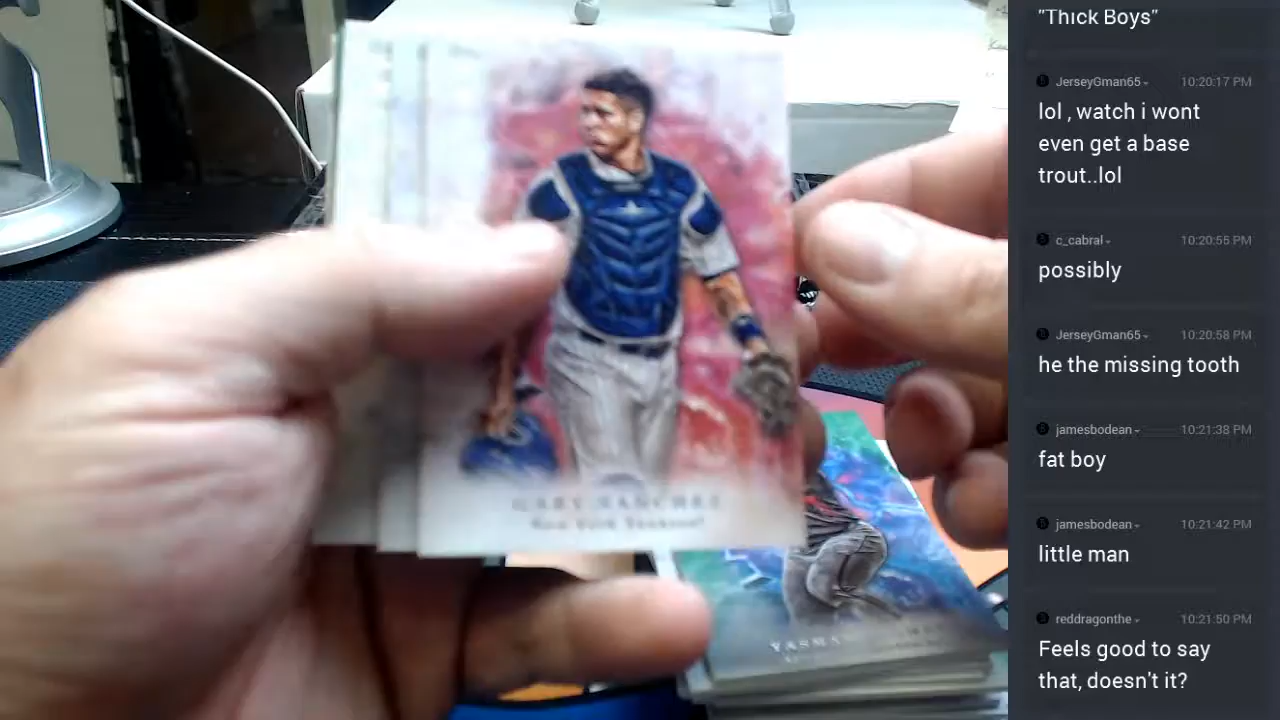 GARY SANCHEZ
New York Yankees
YASMA
"Thick Boys"
JerseyGman65 10:20:17 PM
lol , watch i wont
even get a base
trout..lol
c_cabral 10:20:55 PM
possibly
JerseyGman65 10:20:58 PM
he the missing tooth
jamesbodean 10:21:38 PM
fat boy
jamesbodean 10:21:42 PM
little man
reddragonthe 10:21:50 PM
Feels good to say
that, doesn't it?